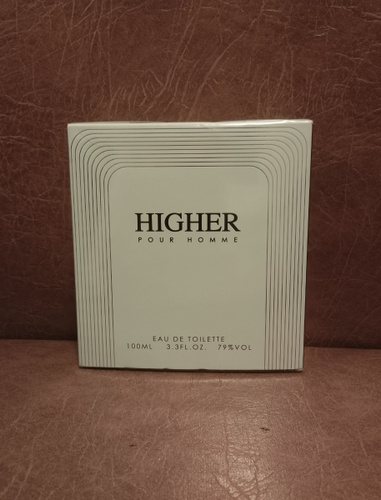 HIGHER
POUR HOMME
EAU DE TOILETTE
100ML 3.3FL.OZ. 79%VOL